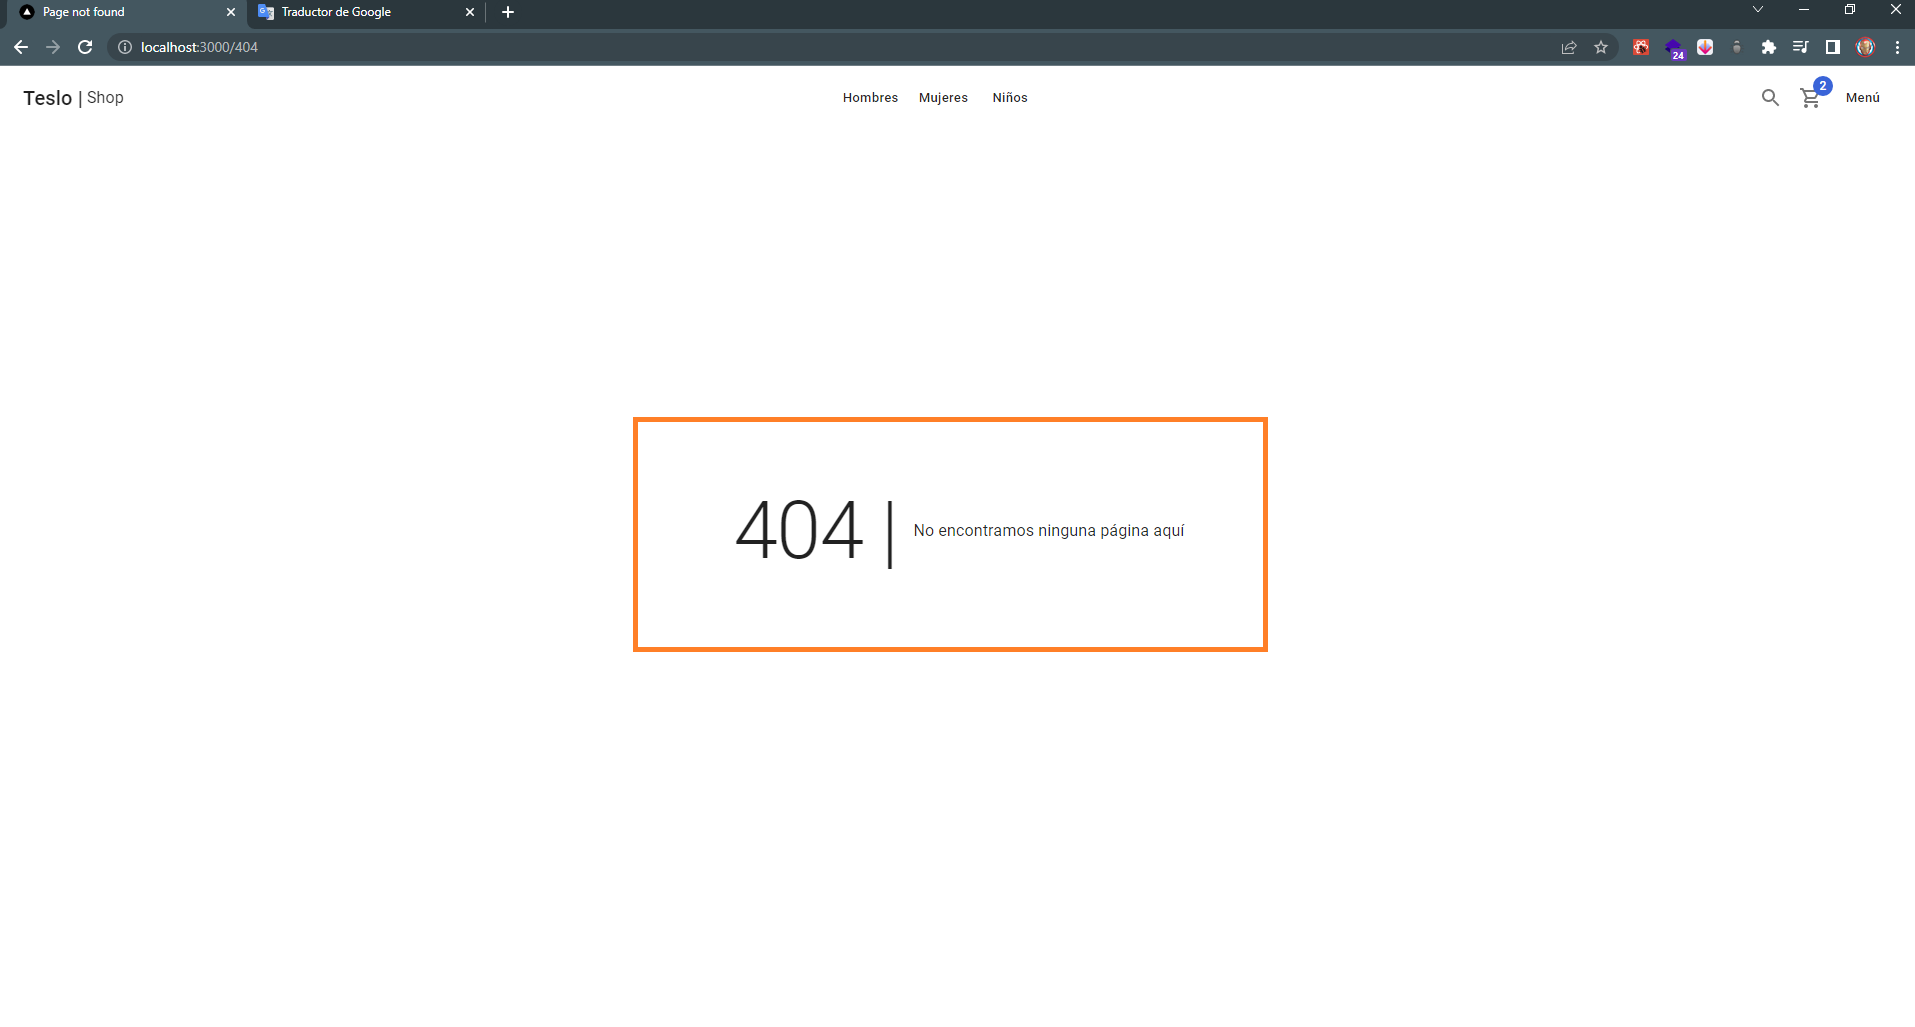 Page not found
Traductor de Google
localhost:3000/404
24
Teslo | Shop
Hombres Mujeres Niños
2
Menú
404 | No encontramos ninguna página aquí